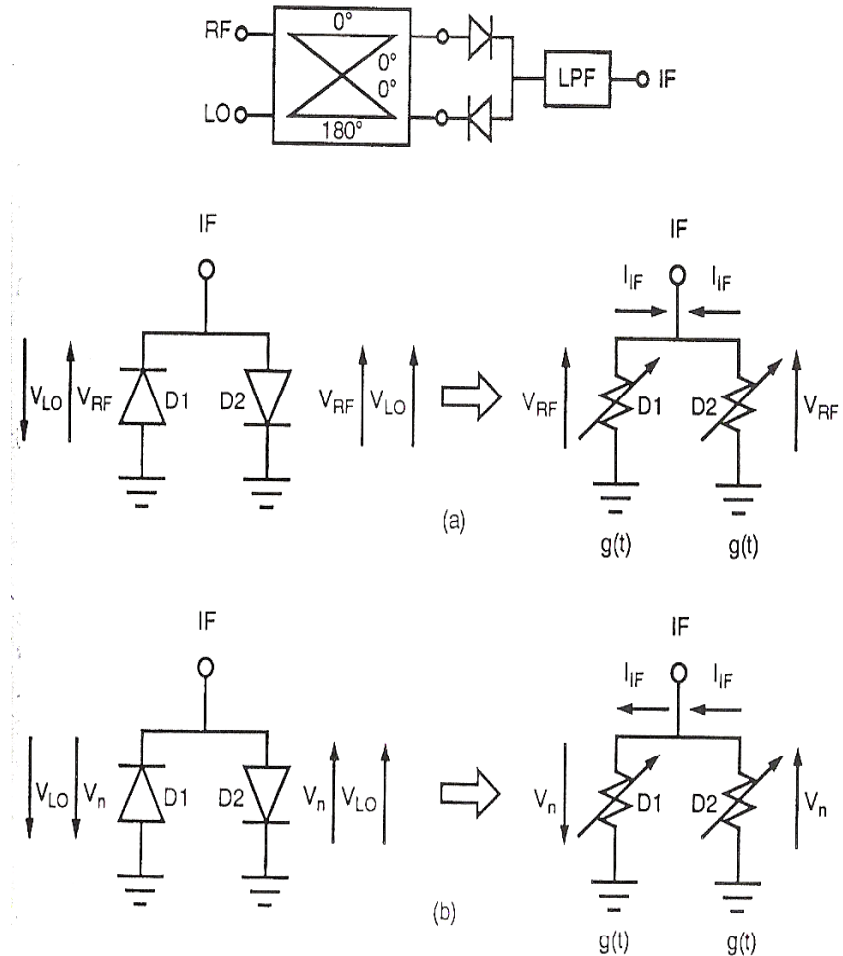 0°
RF
0°
0°
LPF
IF
LO
180°
IF
IF
I_IF I_IF
V_LO V_RF D1 D2 V_RF V_LO V_RF D1 D2 V_RF
(a)
g(t) g(t)
IF
IF
I_IF I_IF
V_LO V_n D1 D2 V_n V_LO V_n D1 D2 V_n
(b)
g(t) g(t)